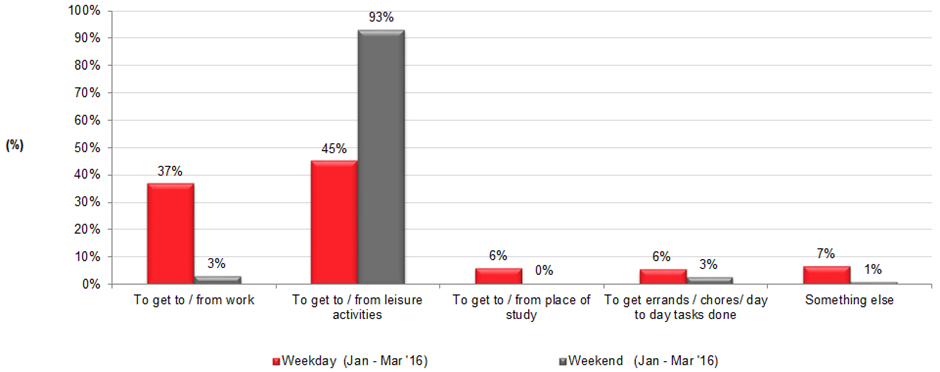 100%
90%
80%
70%
60%
50%
40%
30%
20%
10%
0%
(%)
37%
3%
45%
93%
6%
0%
6%
3%
7%
1%
To get to / from work
To get to / from leisure
activities
To get to / from place of
study
To get errands / chores/ day
to day tasks done
Something else
Weekday (Jan - Mar '16)
Weekend (Jan - Mar '16)